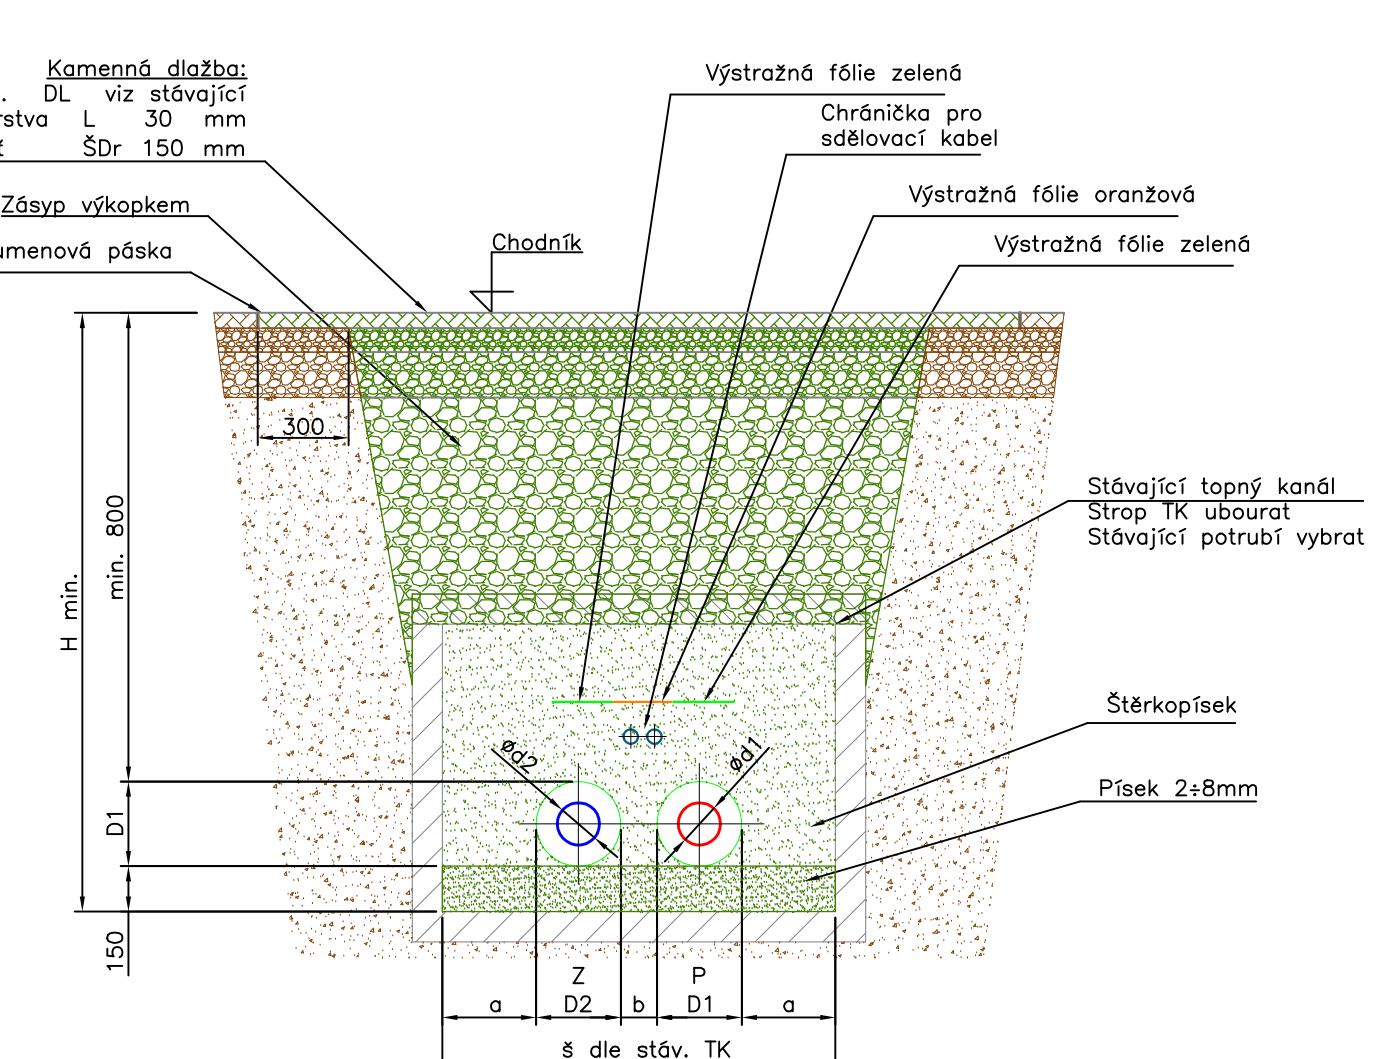 Kamenná dlažba:
DL viz stávající
L 30 mm
ŠDr 150 mm
Zásyp výkopkem
páska
Chodník
Výstražná fólie zelená
Chránička pro
sdělovací kabel
Výstražná fólie oranžová
Výstražná fólie zelená
300
min. 800
H min.
Stávající topný kanál
Strop TK ubourat
Stávající potrubí vybrat
Štěrkopísek
Písek 2÷8mm
ød2
ød1
D1
150
Z P
a D2 b D1 a
š dle stáv. TK